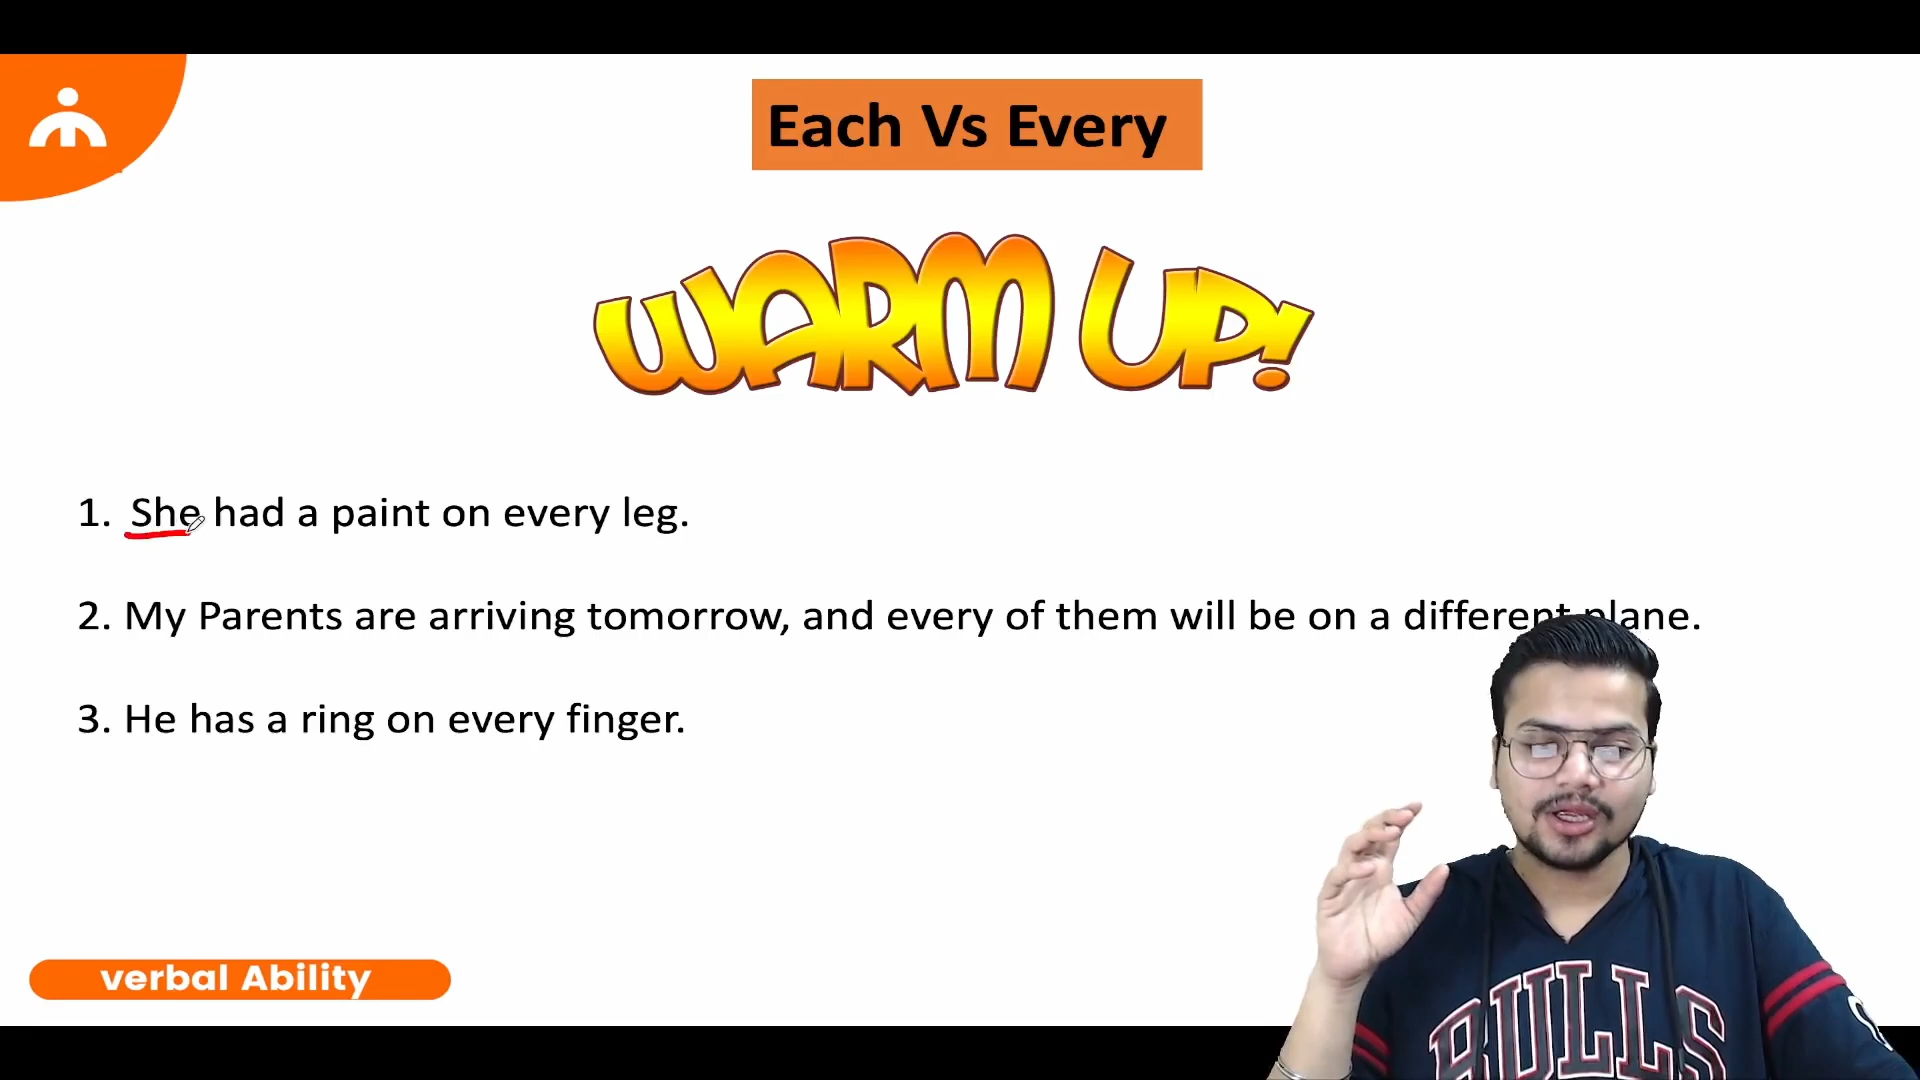 Each Vs Every
WARM UP!
1. She had a paint on every leg.
2. My Parents are arriving tomorrow, and every of them will be on a different plane.
3. He has a ring on every finger.
verbal Ability
BULLS